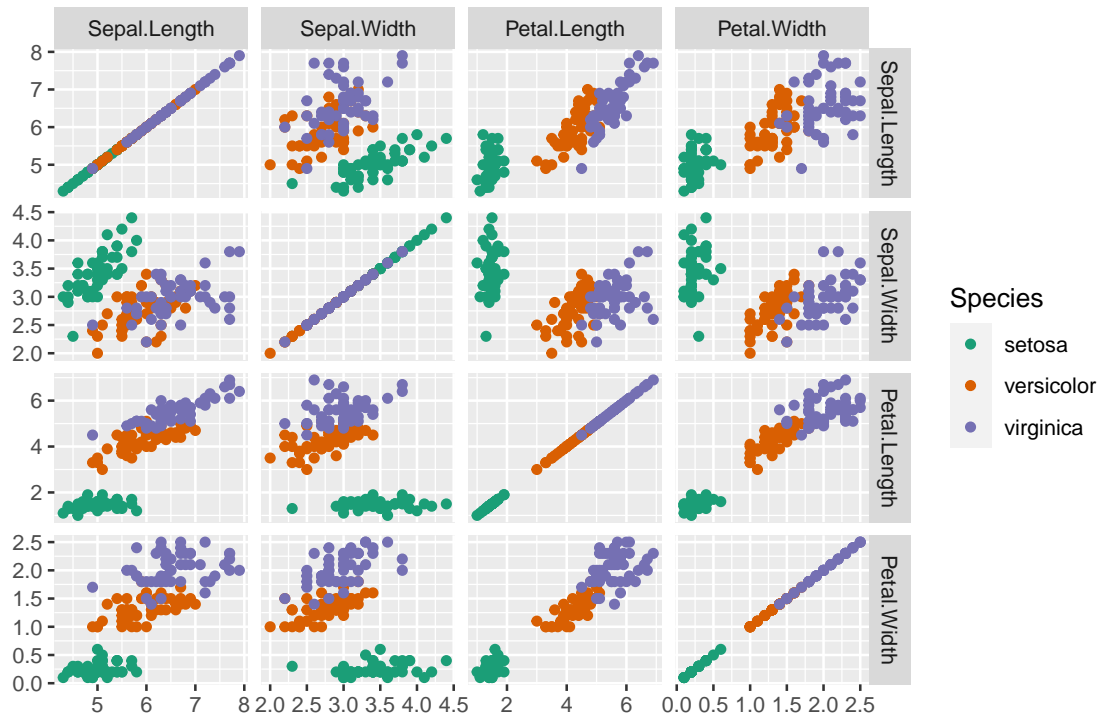 Sepal.Length Sepal.Width Petal.Length Petal.Width
8
7
6
5
Sepal.Length
4.5
4.0
3.5
3.0
2.5
2.0
Sepal.Width
6
4
2
Petal.Length
2.5
2.0
1.5
1.0
0.5
0.0
Petal.Width
5 6 7 8 2.0 2.5 3.0 3.5 4.0 4.5 2 4 6 0.0 0.5 1.0 1.5 2.0 2.5
Species
setosa
versicolor
virginica